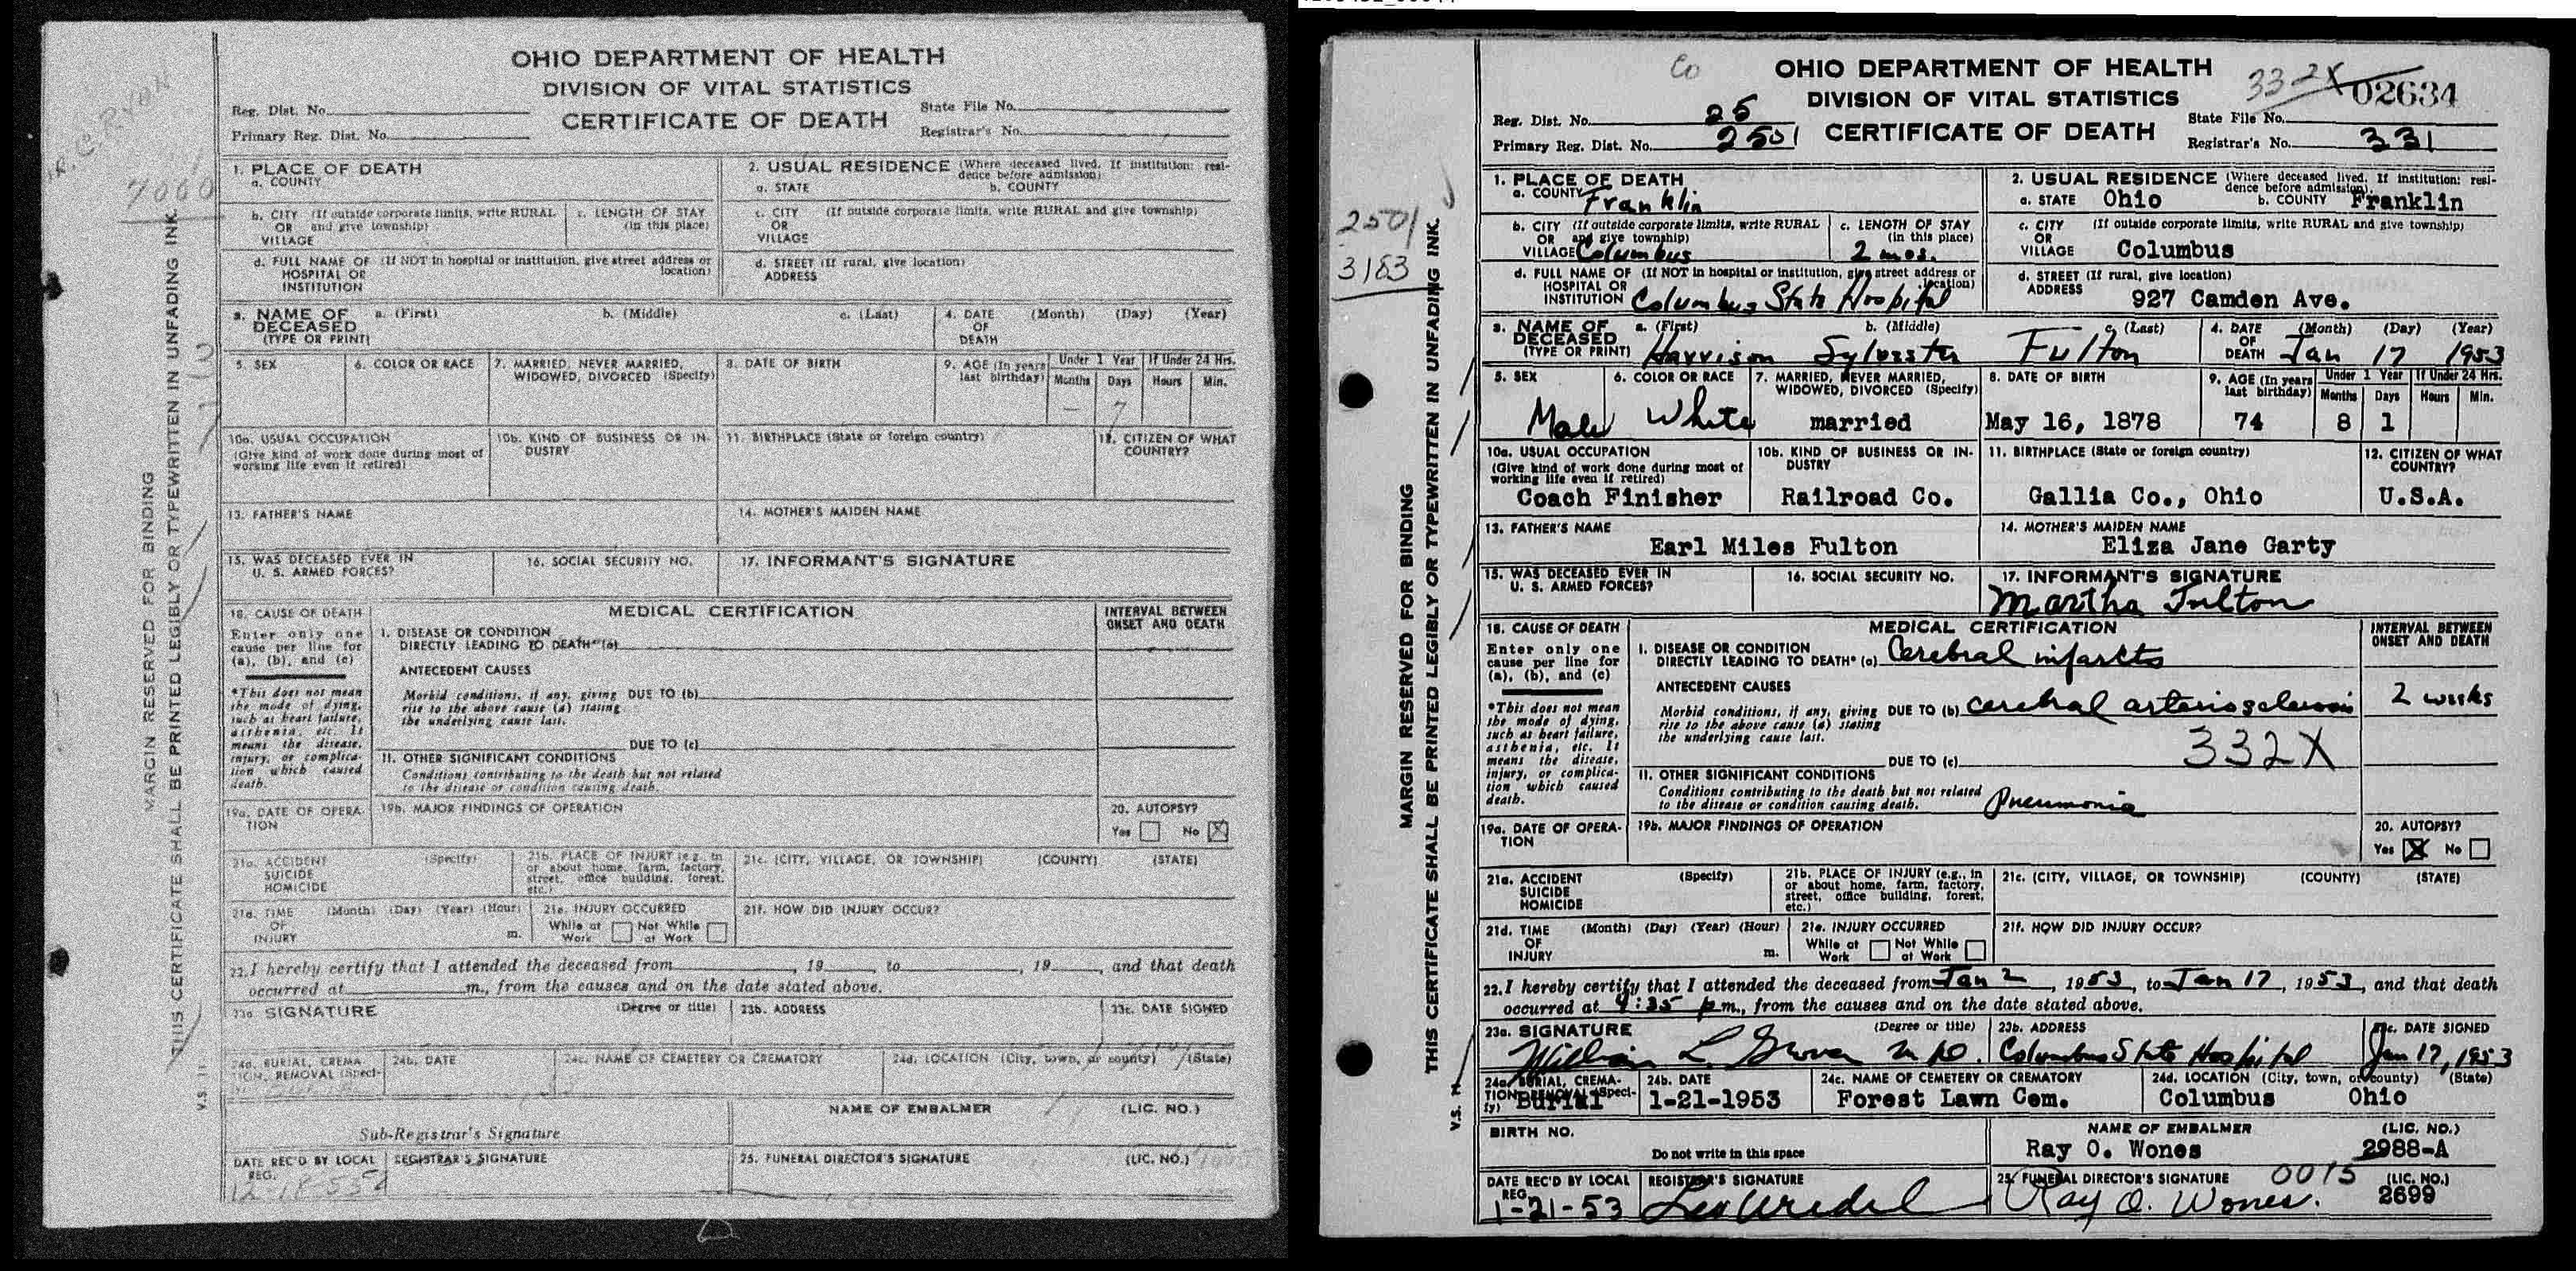 OHIO DEPARTMENT OF HEALTH
DIVISION OF VITAL STATISTICS
CERTIFICATE OF DEATH
Reg. Dist. No.
Primary Reg. Dist. No.
State File No.
Registrar's No.
7000
MARGIN RESERVED FOR BINDING
THIS CERTIFICATE SHALL BE PRINTED LEGIBLY OR TYPEWRITTEN IN UNFADING INK.
1. PLACE OF DEATH
a. COUNTY
2. USUAL RESIDENCE (Where deceased lived. If institution: residence before admission)
a. STATE b. COUNTY
b. CITY (If outside corporate limits, write RURAL
OR and give township)
VILLAGE
c. LENGTH OF STAY
(in this place)
c. CITY (If outside corporate limits, write RURAL and give township)
OR
VILLAGE
d. FULL NAME OF (If NOT in hospital or institution, give street address or
HOSPITAL OR location)
INSTITUTION
d. STREET (If rural, give location)
ADDRESS
3. NAME OF a. (First) b. (Middle) c. (Last)
DECEASED
(TYPE OR PRINT)
4. DATE (Month) (Day) (Year)
OF
DEATH
5. SEX
6. COLOR OR RACE
7. MARRIED, NEVER MARRIED,
WIDOWED, DIVORCED (Specify)
8. DATE OF BIRTH
9. AGE (In years
last birthday)
Under 1 Year If Under 24 Hrs.
Months Days Hours Min.
7
10a. USUAL OCCUPATION
(Give kind of work done during most of
working life even if retired)
10b. KIND OF BUSINESS OR IN-
DUSTRY
11. BIRTHPLACE (State or foreign country)
12. CITIZEN OF WHAT
COUNTRY?
13. FATHER'S NAME
14. MOTHER'S MAIDEN NAME
15. WAS DECEASED EVER IN
U. S. ARMED FORCES?
16. SOCIAL SECURITY NO.
17. INFORMANT'S SIGNATURE
18. CAUSE OF DEATH
Enter only one
cause per line for
(a), (b), and (c)
*This does not mean
the mode of dying,
such as heart failure,
asthenia, etc. It
means the disease,
injury, or complica-
tion which caused
death.
MEDICAL CERTIFICATION
INTERVAL BETWEEN
ONSET AND DEATH
I. DISEASE OR CONDITION
DIRECTLY LEADING TO DEATH* (a)
ANTECEDENT CAUSES
Morbid conditions, if any, giving DUE TO (b)
rise to the above cause (a) stating
the underlying cause last.
DUE TO (c)
II. OTHER SIGNIFICANT CONDITIONS
Conditions contributing to the death but not related
to the disease or condition causing death.
19a. DATE OF OPERA-
TION
19b. MAJOR FINDINGS OF OPERATION
20. AUTOPSY?
Yes No X
21a. ACCIDENT (Specify)
SUICIDE
HOMICIDE
21b. PLACE OF INJURY (e.g., in
or about home, farm, factory,
street, office building, forest,
etc.)
21c. (CITY, VILLAGE, OR TOWNSHIP) (COUNTY) (STATE)
21d. TIME (Month) (Day) (Year) (Hour)
OF
INJURY m.
21e. INJURY OCCURRED
While at Work Not While at Work
21f. HOW DID INJURY OCCUR?
22. I hereby certify that I attended the deceased from , 19 , to , 19 , and that death
occurred at m., from the causes and on the date stated above.
23a. SIGNATURE (Degree or title)
23b. ADDRESS
23c. DATE SIGNED
24a. BURIAL, CREMA-
TION, REMOVAL (Speci-
24b. DATE
24c. NAME OF CEMETERY OR CREMATORY
24d. LOCATION (City, town, or county) (State)
V.S.
NAME OF EMBALMER (LIC. NO.)
Sub-Registrar's Signature
DATE REC'D BY LOCAL
REG.
REGISTRAR'S SIGNATURE
25. FUNERAL DIRECTOR'S SIGNATURE (LIC. NO.)
Co
OHIO DEPARTMENT OF HEALTH
DIVISION OF VITAL STATISTICS
CERTIFICATE OF DEATH
332X 02634
Reg. Dist. No. 25
Primary Reg. Dist. No. 2501
State File No.
Registrar's No. 331
2501
3183
MARGIN RESERVED FOR BINDING
THIS CERTIFICATE SHALL BE PRINTED LEGIBLY OR TYPEWRITTEN IN UNFADING INK.
1. PLACE OF DEATH
a. COUNTY Franklin
2. USUAL RESIDENCE (Where deceased lived. If institution: resi-
dence before admission).
a. STATE Ohio b. COUNTY Franklin
b. CITY (If outside corporate limits, write RURAL
OR and give township)
VILLAGE Columbus
c. LENGTH OF STAY
(in this place)
2 mos.
c. CITY (If outside corporate limits, write RURAL and give township)
OR
VILLAGE Columbus
d. FULL NAME OF (If NOT in hospital or institution, give street address or
HOSPITAL OR location)
INSTITUTION Columbus State Hospital
d. STREET (If rural, give location)
ADDRESS 927 Camden Ave.
3. NAME OF a. (First) b. (Middle) c. (Last)
DECEASED
(TYPE OR PRINT) Harrison Sylvester Fulton
4. DATE (Month) (Day) (Year)
OF
DEATH Jan 17 1953
5. SEX
Male
6. COLOR OR RACE
White
7. MARRIED, NEVER MARRIED,
WIDOWED, DIVORCED (Specify)
married
8. DATE OF BIRTH
May 16, 1878
9. AGE (In years
last birthday)
74
Under 1 Year If Under 24 Hrs.
Months Days Hours Min.
8 1
10a. USUAL OCCUPATION
(Give kind of work done during most of
working life even if retired)
Coach Finisher
10b. KIND OF BUSINESS OR IN-
DUSTRY
Railroad Co.
11. BIRTHPLACE (State or foreign country)
Gallia Co., Ohio
12. CITIZEN OF WHAT
COUNTRY?
U.S.A.
13. FATHER'S NAME
Earl Miles Fulton
14. MOTHER'S MAIDEN NAME
Eliza Jane Garty
15. WAS DECEASED EVER IN
U. S. ARMED FORCES?
16. SOCIAL SECURITY NO.
17. INFORMANT'S SIGNATURE
Martha Fulton
18. CAUSE OF DEATH
Enter only one
cause per line for
(a), (b), and (c)
*This does not mean
the mode of dying,
such as heart failure,
asthenia, etc. It
means the disease,
injury, or complica-
tion which caused
death.
MEDICAL CERTIFICATION
INTERVAL BETWEEN
ONSET AND DEATH
I. DISEASE OR CONDITION
DIRECTLY LEADING TO DEATH* (a) Cerebral infarcts
ANTECEDENT CAUSES
Morbid conditions, if any, giving DUE TO (b) cerebral arteriosclerosis 2 weeks
rise to the above cause (a) stating
the underlying cause last.
332X
DUE TO (c)
II. OTHER SIGNIFICANT CONDITIONS
Conditions contributing to the death but not related
to the disease or condition causing death. Pneumonia
19a. DATE OF OPERA-
TION
19b. MAJOR FINDINGS OF OPERATION
20. AUTOPSY?
Yes X No
21a. ACCIDENT (Specify)
SUICIDE
HOMICIDE
21b. PLACE OF INJURY (e.g., in
or about home, farm, factory,
street, office building, forest,
etc.)
21c. (CITY, VILLAGE, OR TOWNSHIP) (COUNTY) (STATE)
21d. TIME (Month) (Day) (Year) (Hour)
OF
INJURY m.
21e. INJURY OCCURRED
While at Work Not While at Work
21f. HOW DID INJURY OCCUR?
22. I hereby certify that I attended the deceased from Jan 2, 1953, to Jan 17, 1953, and that death
occurred at 9:35 p m., from the causes and on the date stated above.
23a. SIGNATURE (Degree or title)
William L. Grover M.D.
23b. ADDRESS
Columbus State Hospital
23c. DATE SIGNED
Jan 17, 1953
24a. BURIAL, CREMA-
TION, REMOVAL (Speci-
fy) Burial
24b. DATE
1-21-1953
24c. NAME OF CEMETERY OR CREMATORY
Forest Lawn Cem.
24d. LOCATION (City, town, or county) (State)
Columbus Ohio
V.S.
BIRTH NO.
Do not write in this space
NAME OF EMBALMER (LIC. NO.)
Ray O. Wones 2988-A
DATE REC'D BY LOCAL
REG.
1-21-53
REGISTRAR'S SIGNATURE
25. FUNERAL DIRECTOR'S SIGNATURE 0015 (LIC. NO.)
Ray O. Wones. 2699